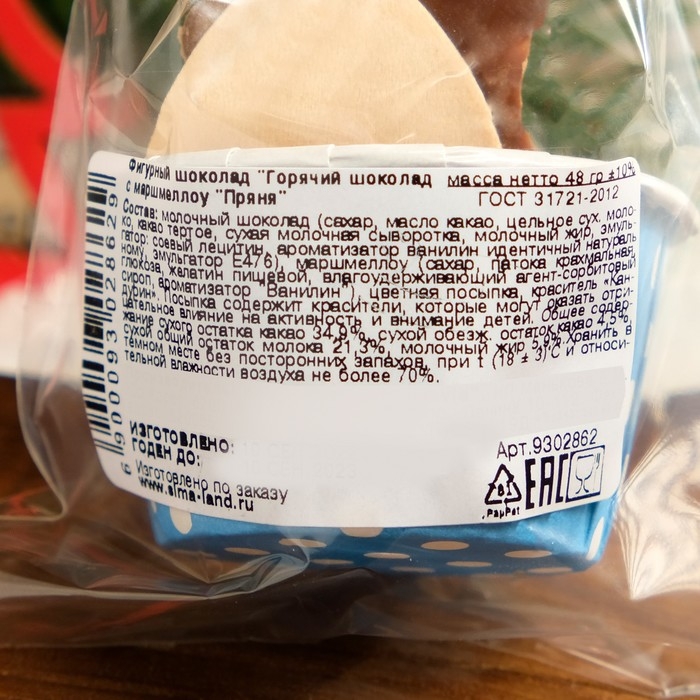 Фигурный шоколад "Горячий шоколад масса нетто 48 гр ±10%
с маршмеллоу "Пряня" ГОСТ 31721-2012
Состав: молочный шоколад (сахар, масло какао, цельное сух. моло-
ко, какао тертое, сухая молочная сыворотка, молочный жир, эмуль-
гатор: соевый лецитин, ароматизатор ванилин идентичный натураль
ному, эмульгатор Е476), маршмеллоу (сахар, патока крахмальная,
глюкоза, желатин пищевой, влагоудерживающий агент-сорбитовый
сироп, ароматизатор "Ванилин"), цветная посыпка, краситель «Кан-
дурин». Посыпка содержит красители, которые могут оказать отри-
цательное влияние на активность и внимание детей. Общее содер-
жание сухого остатка какао 34,9%, сухой обезж. остаток какао 4,5%,
сухой общий остаток молока 21,3%, молочный жир 5,9%. Хранить в
темном месте без посторонних запахов, при t (18 ± 3)°С и относи-
тельной влажности воздуха не более 70%.
ИЗГОТОВЛЕНО:
ГОДЕН ДО:
Изготовлено по заказу
www.sima-land.ru
Арт.9302862
81
EAC
PapPet
6 900093 028629